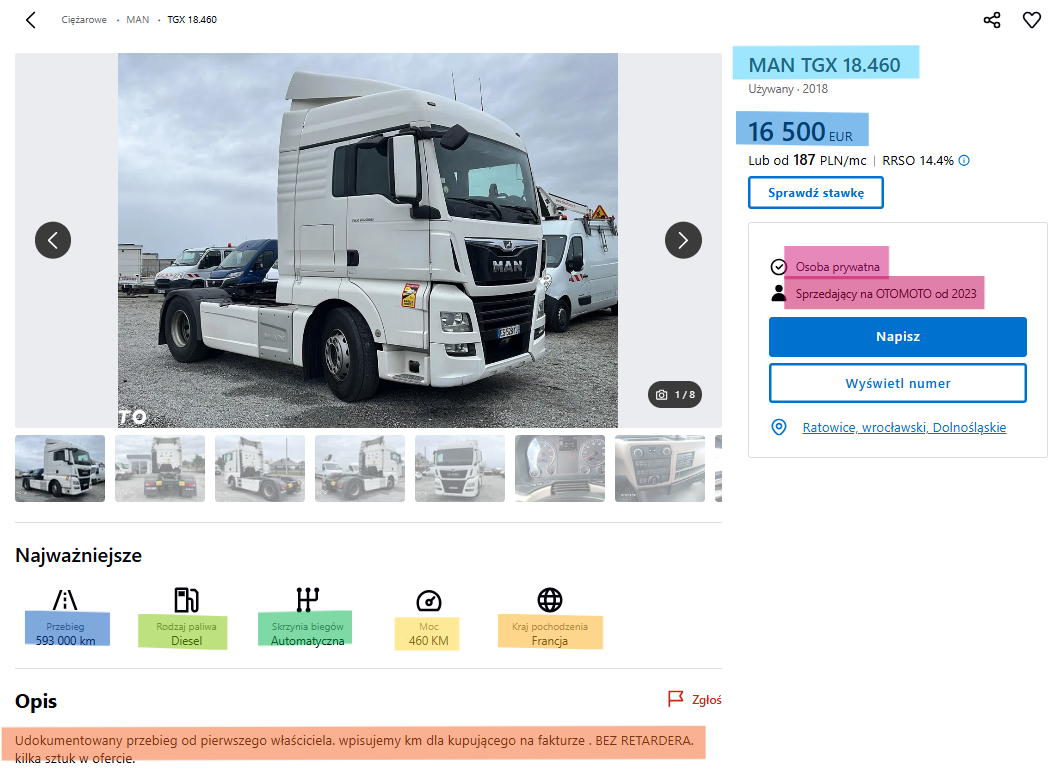 Ciężarowe • MAN • TGX 18.460
MAN TGX 18.460
Używany · 2018
16 500 EUR
Lub od 187 PLN/mc | RRSO 14.4%
Sprawdź stawkę
Osoba prywatna
Sprzedający na OTOMOTO od 2023
Napisz
Wyświetl numer
Ratowice, wrocławski, Dolnośląskie
MAN
TO
1 / 8
Najważniejsze
Przebieg
593 000 km
Rodzaj paliwa
Diesel
Skrzynia biegów
Automatyczna
Moc
460 KM
Kraj pochodzenia
Francja
Opis
Zgłoś
Udokumentowany przebieg od pierwszego właściciela. wpisujemy km dla kupującego na fakturze . BEZ RETARDERA.
kilka sztuk w ofercie.